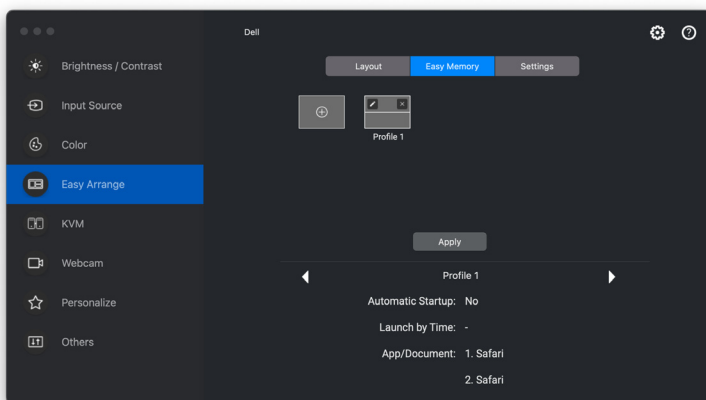 Dell
Brightness / Contrast
Input Source
Color
Easy Arrange
KVM
Webcam
Personalize
Others
Layout Easy Memory Settings
Profile 1
Apply
Profile 1
Automatic Startup: No
Launch by Time: -
App/Document: 1. Safari
2. Safari